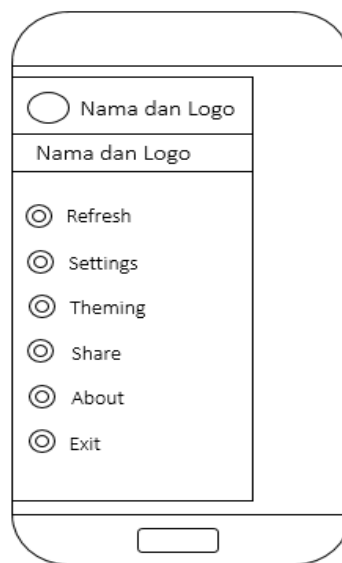 Nama dan Logo
Nama dan Logo
Refresh
Settings
Theming
Share
About
Exit